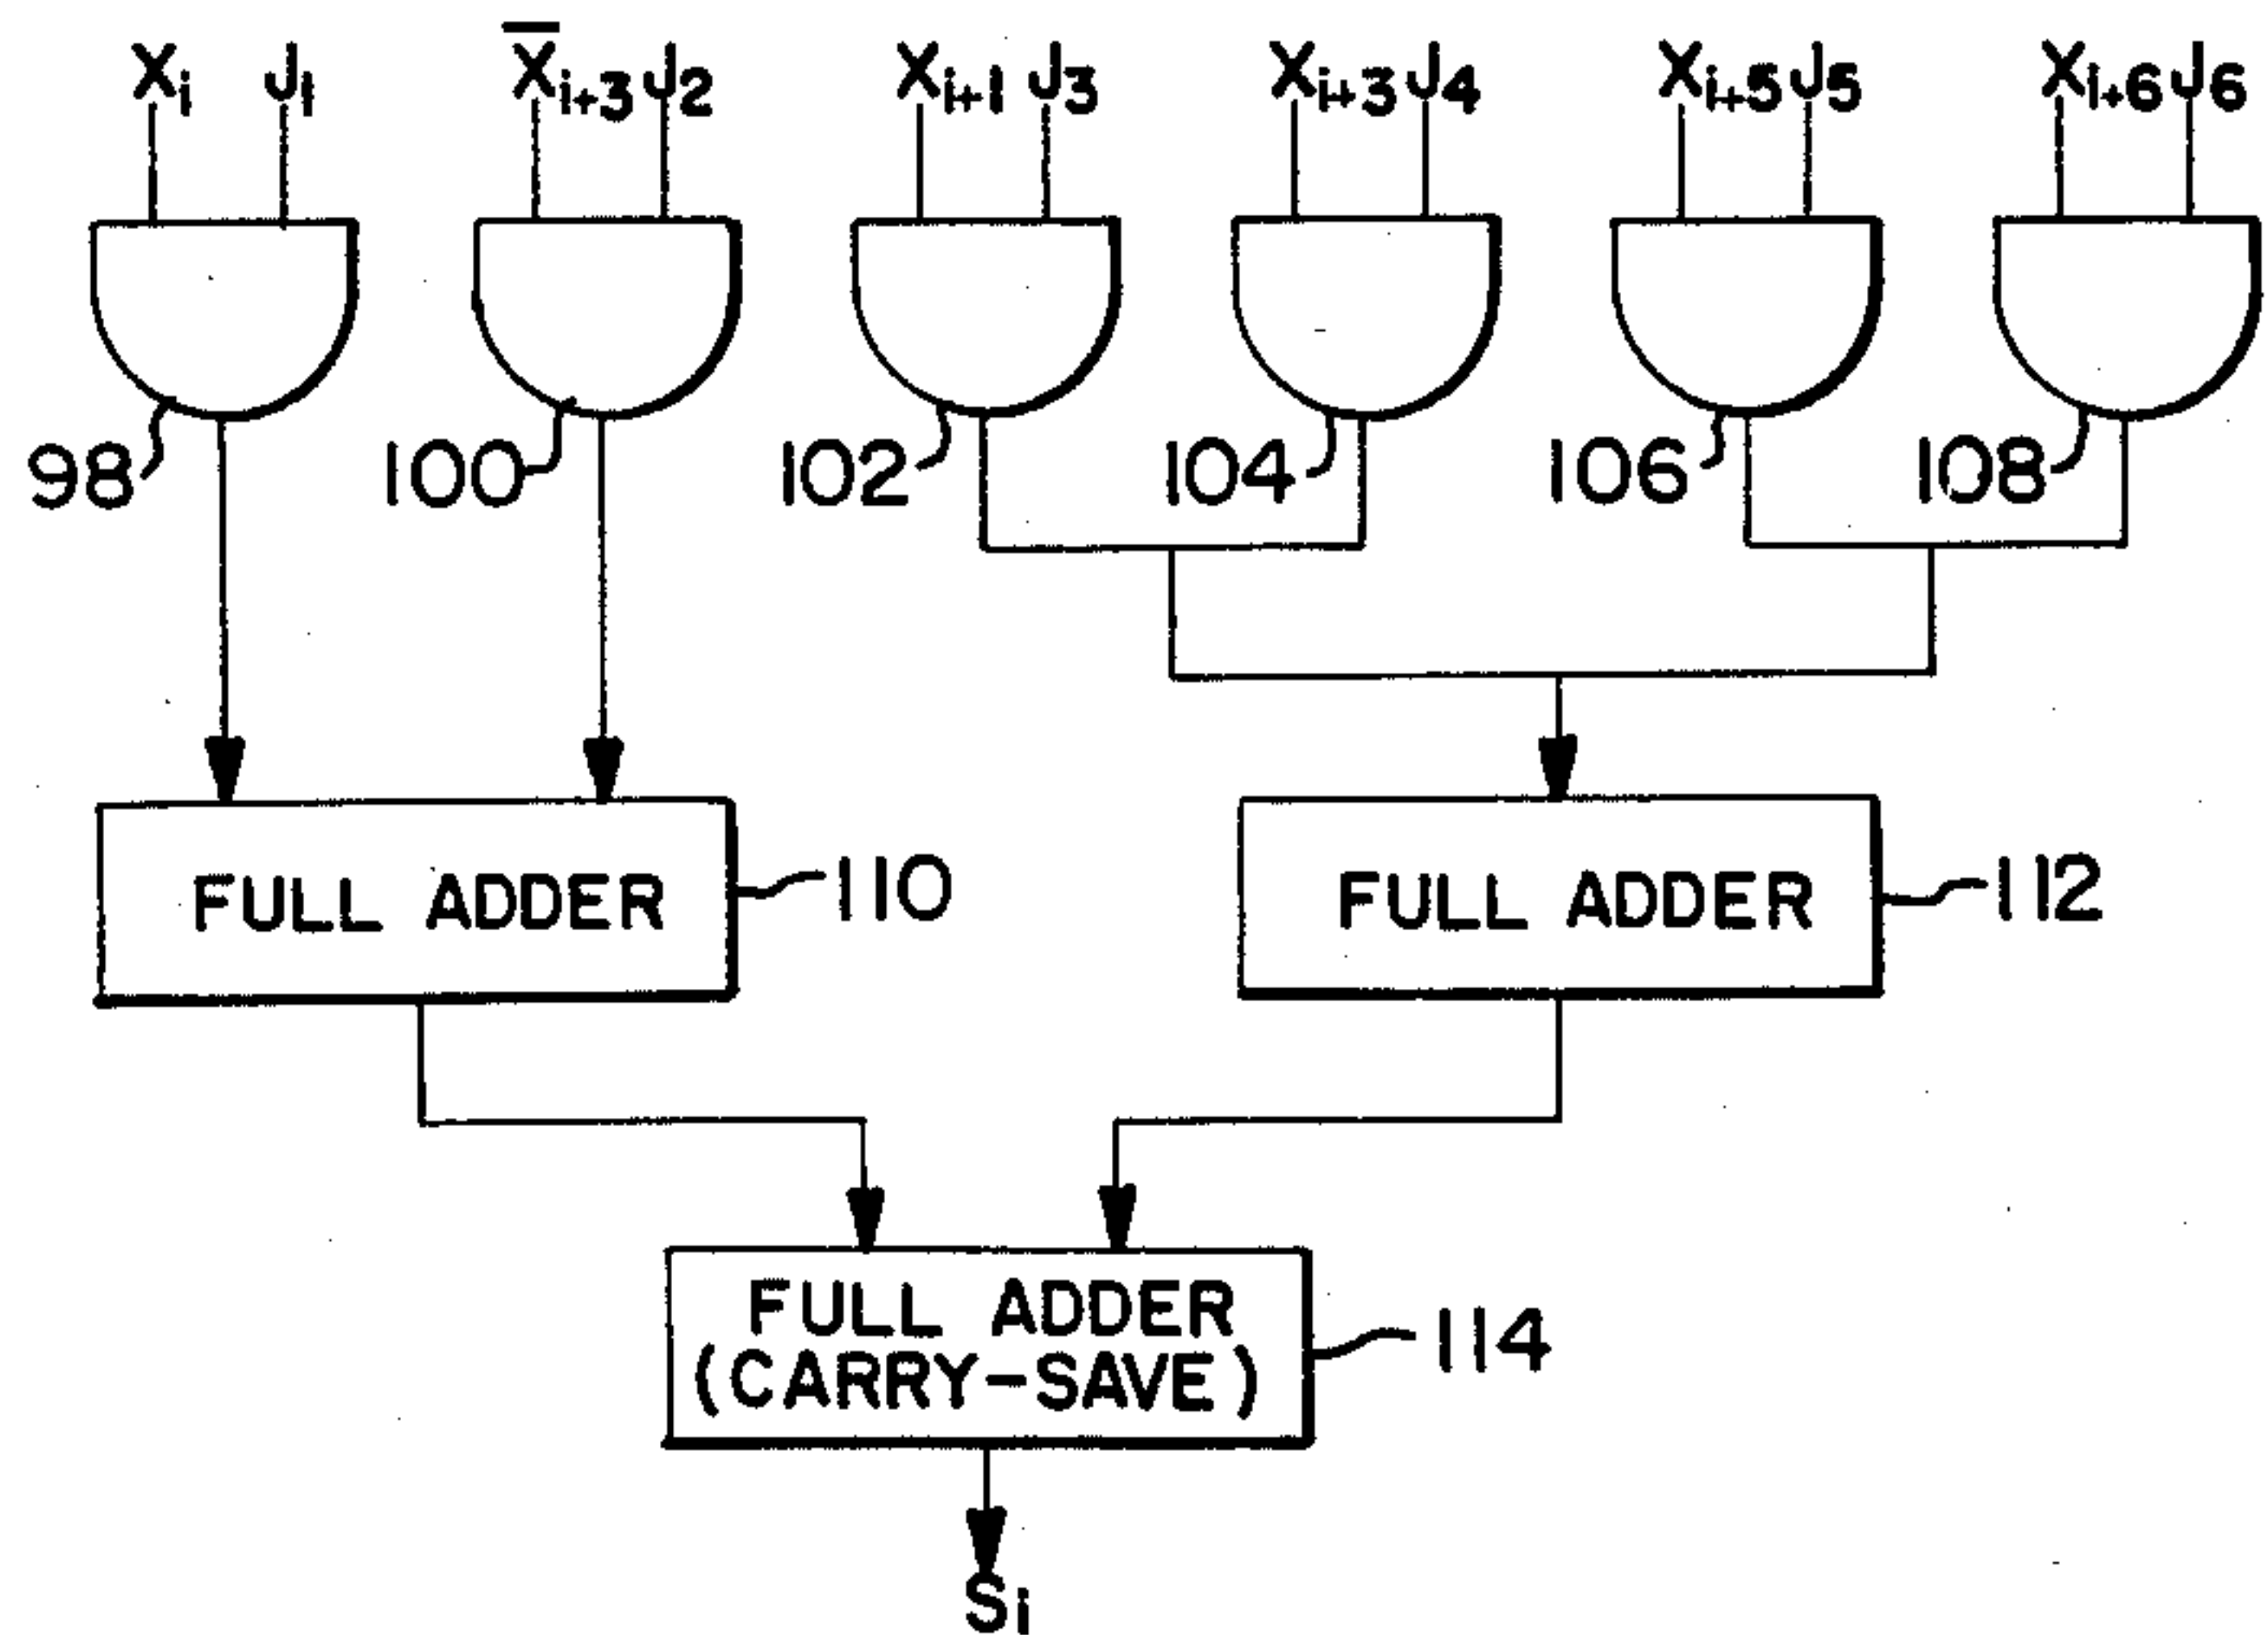 Xi J1 X̅i+3 J2 Xi+1 J3 Xi+3 J4 Xi+5 J5 Xi+6 J6
98 100 102 104 106 108
FULL ADDER 110 FULL ADDER 112
FULL ADDER
(CARRY-SAVE) 114
Si